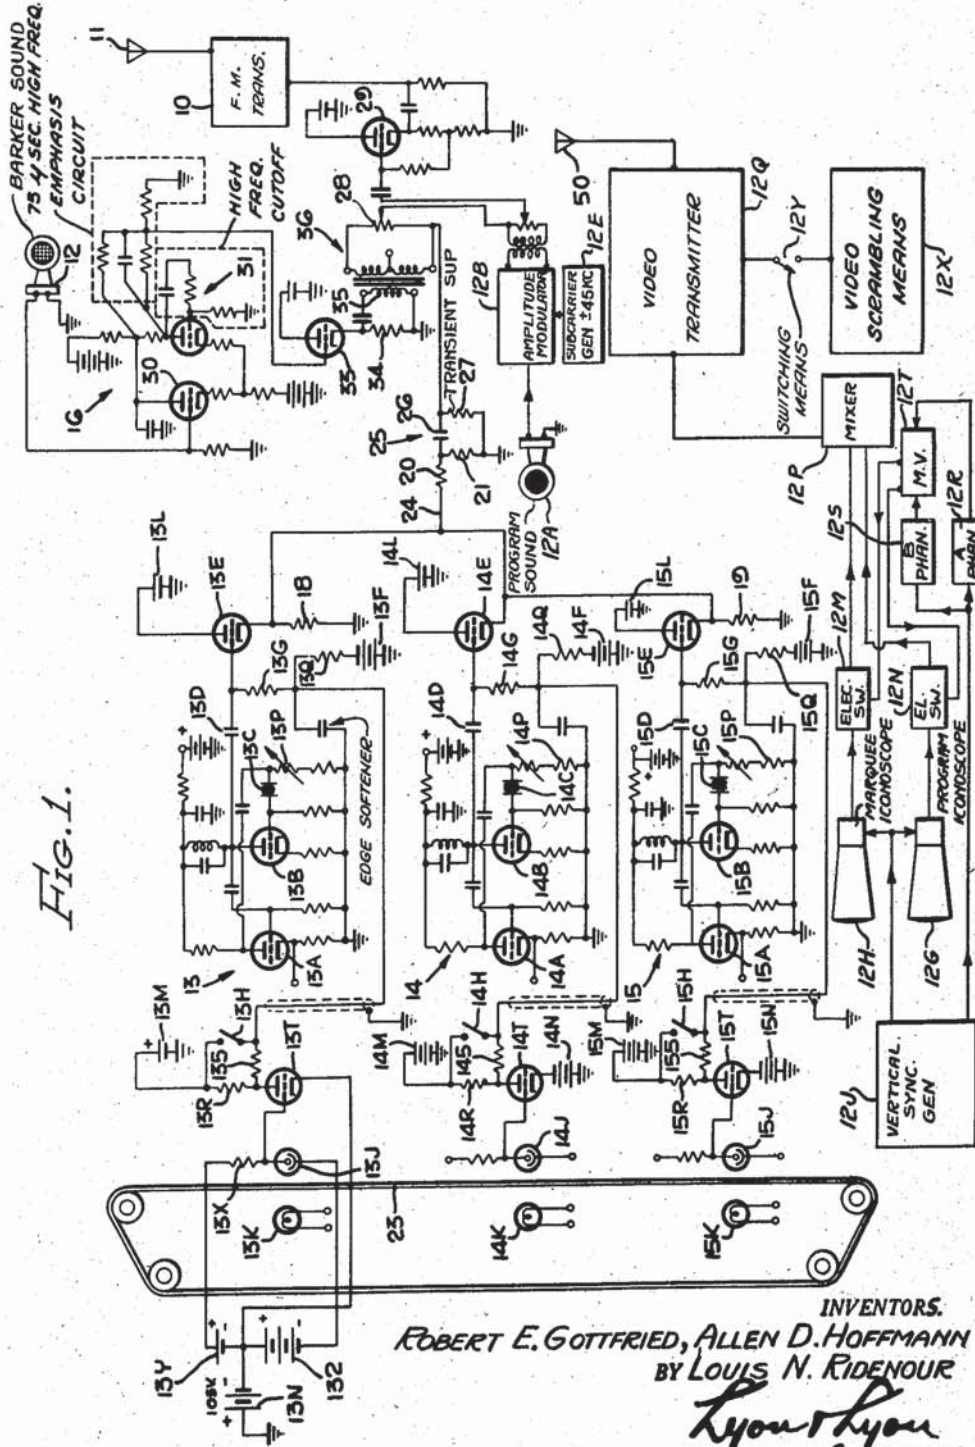 FIG. 1.
BARKER SOUND
75 μ SEC. HIGH FREQ.
EMPHASIS
CIRCUIT
12
11
10
F. M.
TRANS.
16
30
31
HIGH
FREQ.
CUTOFF
29
28
36
35
33
34
TRANSIENT SUP
27
26
25
20
24
21
PROGRAM
SOUND
12A
12B
AMPLITUDE
MODULATOR
SUBCARRIER
GEN ±45KC
12E
50
VIDEO
TRANSMITTER
12Q
12Y
SWITCHING
MEANS
VIDEO
SCRAMBLING
MEANS
12X
MIXER
12P
12T
M.V.
12S
B
PHAN.
12R
A
PHAN.
12M
ELEC.
SW.
12N
EL.
SW.
MARQUEE
ICONOSCOPE
PROGRAM
ICONOSCOPE
12H
12G
12J
VERTICAL.
SYNC.
GEN
13L
13E
18
13F
13G
13Q
13D
13C
13P
EDGE SOFTENER
13B
13
13A
13M
13H
13S
13R
13T
13X
13J
13K
23
13Y
13Z
105V.
13N
14L
14E
14G
14Q
14F
14D
14P
14C
14B
14
14A
14M
14H
14S
14R
14T
14N
14J
14K
15L
15E
19
15F
15G
15Q
15D
15C
15P
15B
15
15A
15M
15H
15S
15R
15T
15N
15J
15K
INVENTORS.
ROBERT E. GOTTFRIED, ALLEN D. HOFFMANN
BY LOUIS N. RIDENOUR
Lyon & Lyon